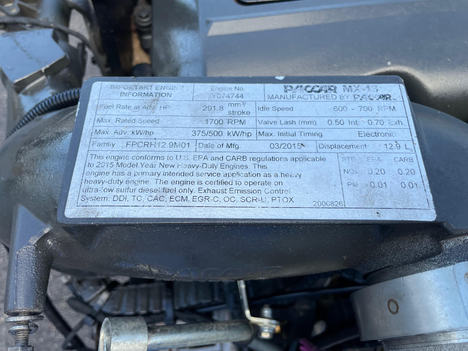 IMPORTANT ENGINE INFORMATION
Engine No.
Y074744
PACCAR MX-13
MANUFACTURED BY PACCAR
Fuel Rate at Adv. HP 291.8 mm³ stroke
Idle Speed 600 - 700 RPM
Max. Rated Speed 1700 RPM
Valve Lash (mm) 0.50 Int. 0.70 Exh.
Max. Adv. kW/hp 375/500 kW/hp
Max. Initial Timing Electronic
Family FPCRH12.9M01 Date of Mfg. 03/2015 Displacement 12.9 L
This engine conforms to U.S. EPA and CARB regulations applicable
to 2015 Model Year New Heavy-Duty Engines. This
engine has a primary intended service application as a heavy
heavy-duty engine. The engine is certified to operate on
ultra-low sulfur diesel fuel only. Exhaust Emission Control
System: DDI, TC, CAC, ECM, EGR-C, OC, SCR-U, PTOX
EPA CARB
NOx 0.20 0.20
PM 0.01 0.01
2006826